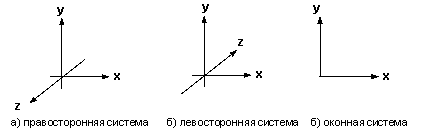 y
x
z
а) правосторонняя система
y
z
x
б) левосторонняя система
y
x
б) оконная система